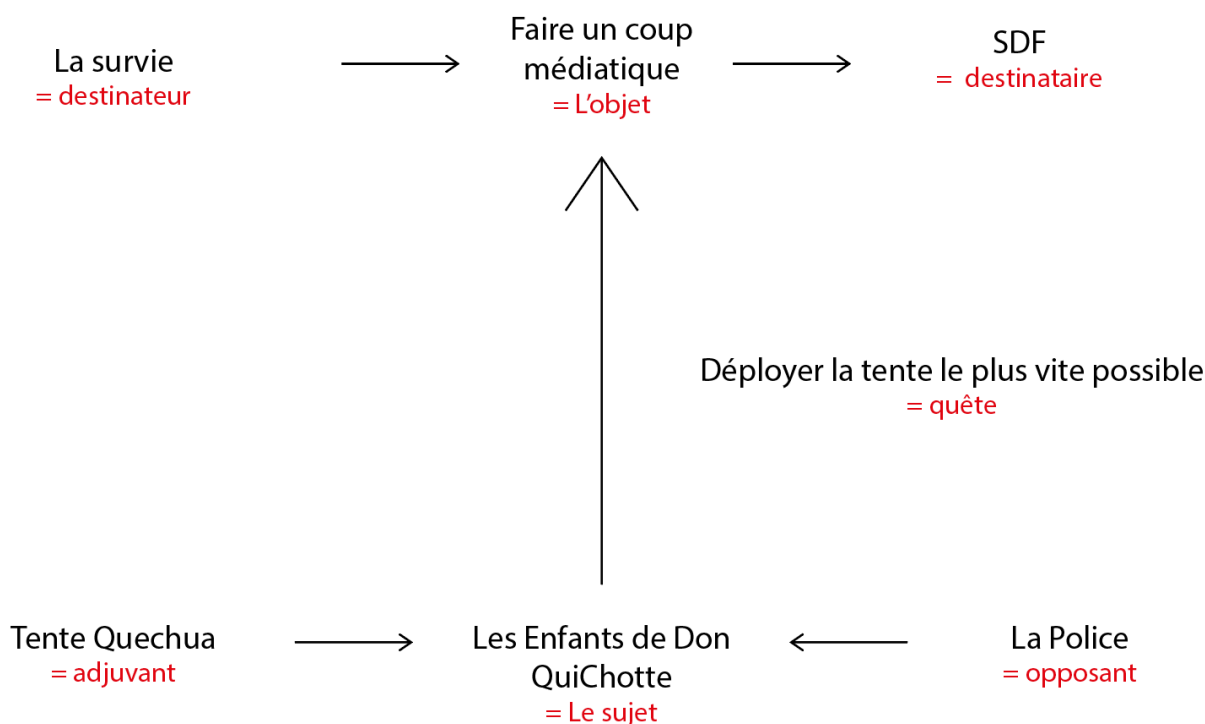 La survie
= destinateur
Faire un coup
médiatique
= L'objet
SDF
= destinataire
Déployer la tente le plus vite possible
= quête
Tente Quechua
= adjuvant
Les Enfants de Don
QuiChotte
= Le sujet
La Police
= opposant